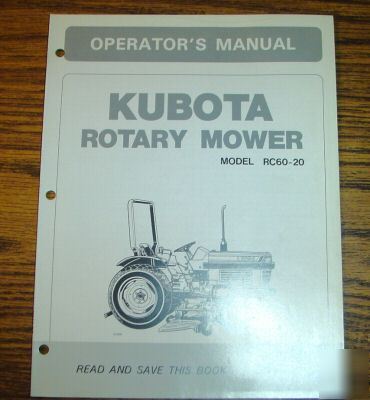 OPERATOR'S MANUAL
KUBOTA
ROTARY MOWER
MODEL RC60-20
READ AND SAVE THIS BOOK